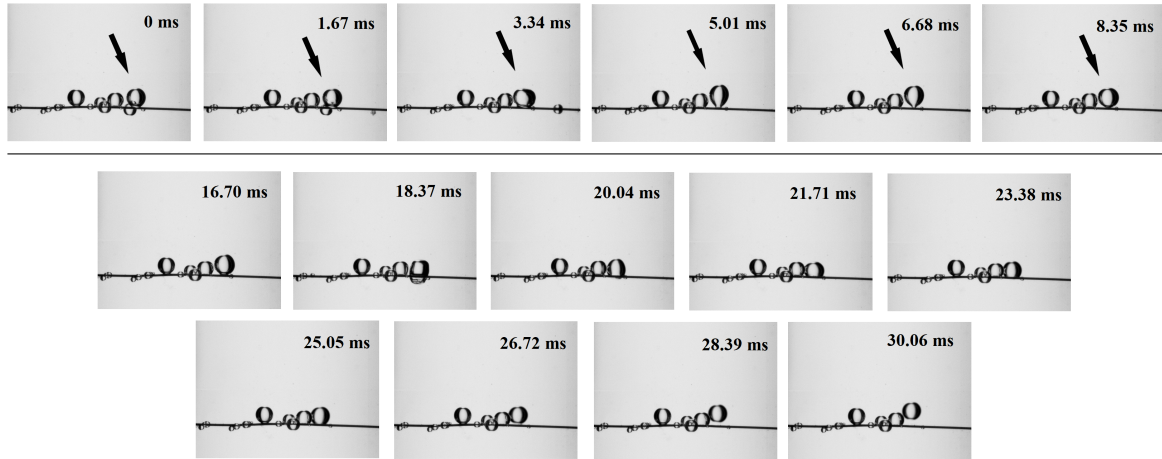 0 ms
1.67 ms
3.34 ms
5.01 ms
6.68 ms
8.35 ms
16.70 ms
18.37 ms
20.04 ms
21.71 ms
23.38 ms
25.05 ms
26.72 ms
28.39 ms
30.06 ms